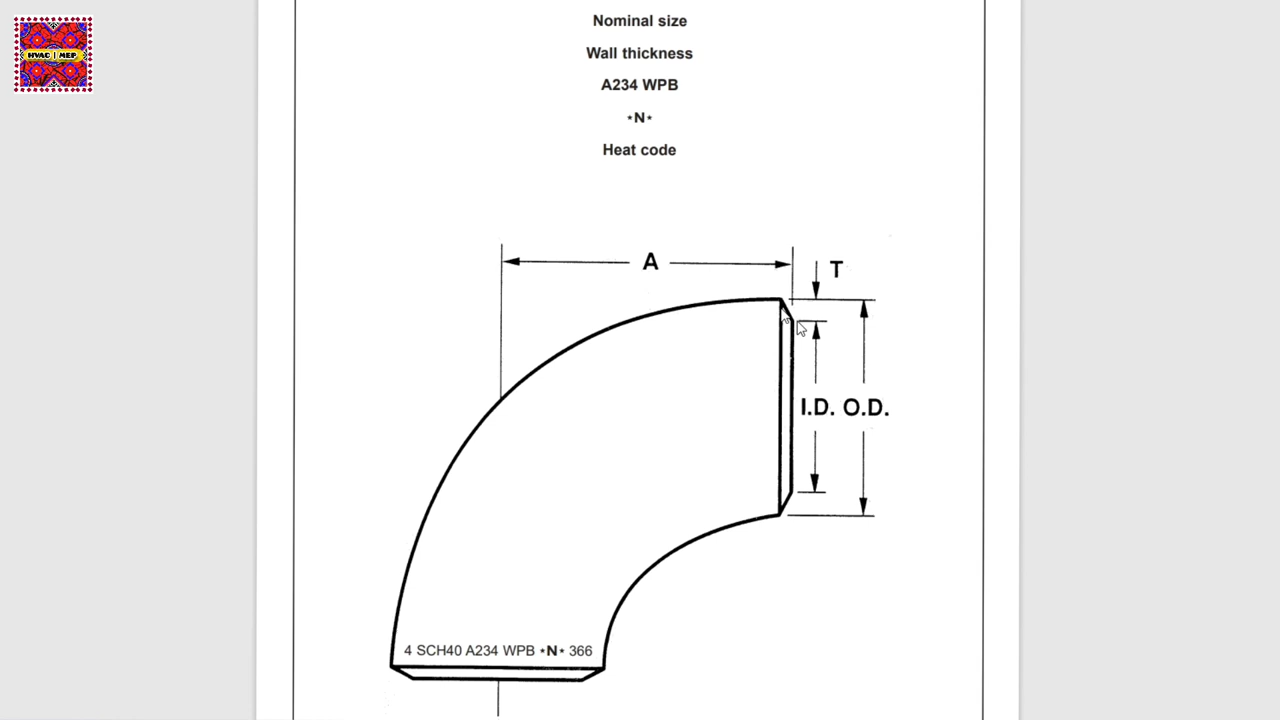 HVAC | MEP
Nominal size
Wall thickness
A234 WPB
⋆N⋆
Heat code
A
T
I.D. O.D.
4 SCH40 A234 WPB ⋆N⋆ 366